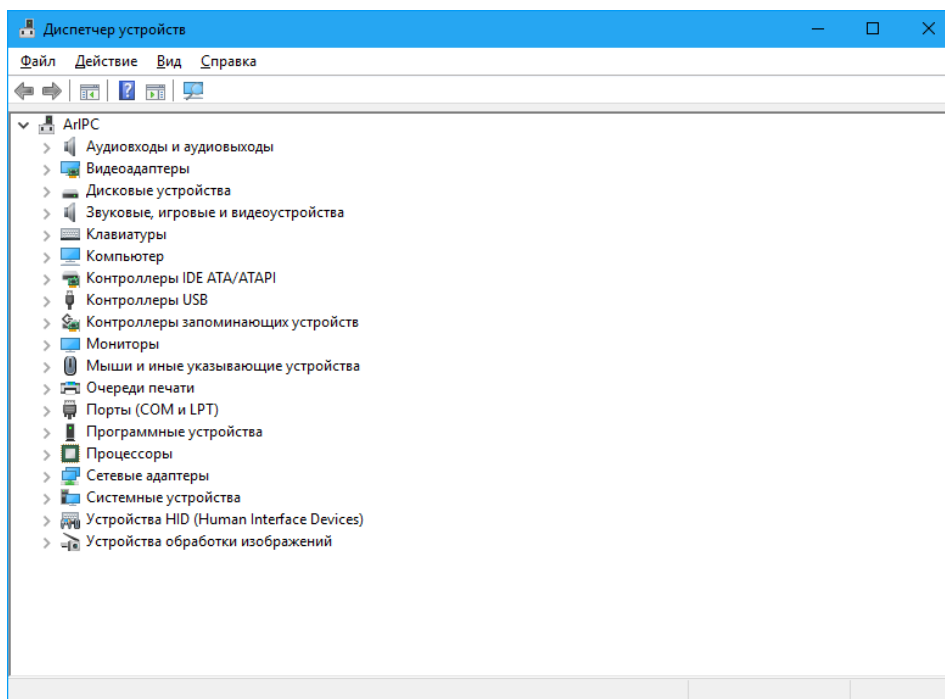 Диспетчер устройств
Файл Действие Вид Справка
ArIPC
Аудиовходы и аудиовыходы
Видеоадаптеры
Дисковые устройства
Звуковые, игровые и видеоустройства
Клавиатуры
Компьютер
Контроллеры IDE ATA/ATAPI
Контроллеры USB
Контроллеры запоминающих устройств
Мониторы
Мыши и иные указывающие устройства
Очереди печати
Порты (COM и LPT)
Программные устройства
Процессоры
Сетевые адаптеры
Системные устройства
Устройства HID (Human Interface Devices)
Устройства обработки изображений